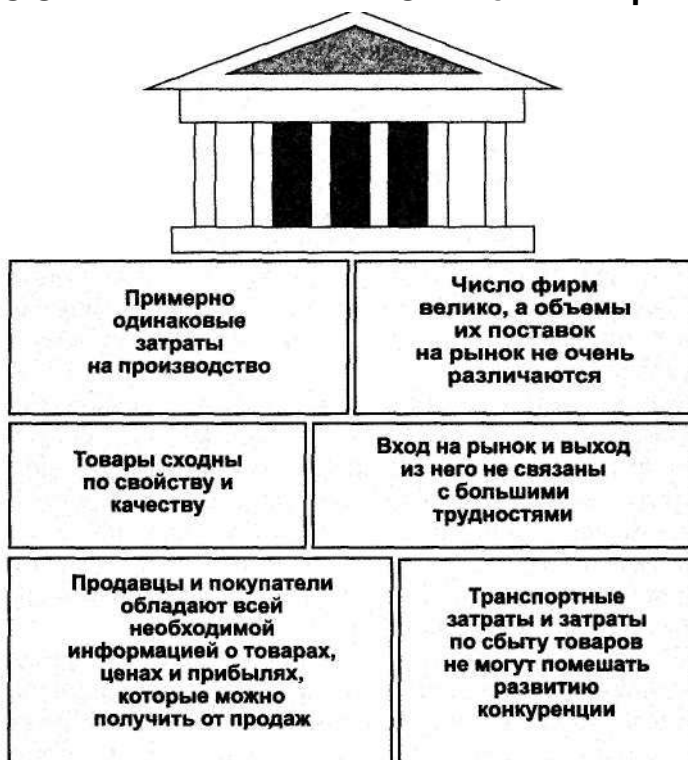 Примерно
одинаковые
затраты
на производство
Число фирм
велико, а объемы
их поставок
на рынок не очень
различаются
Товары сходны
по свойству и
качеству
Вход на рынок и выход
из него не связаны
с большими
трудностями
Продавцы и покупатели
обладают всей
необходимой
информацией о товарах,
ценах и прибылях,
которые можно
получить от продаж
Транспортные
затраты и затраты
по сбыту товаров
не могут помешать
развитию
конкуренции